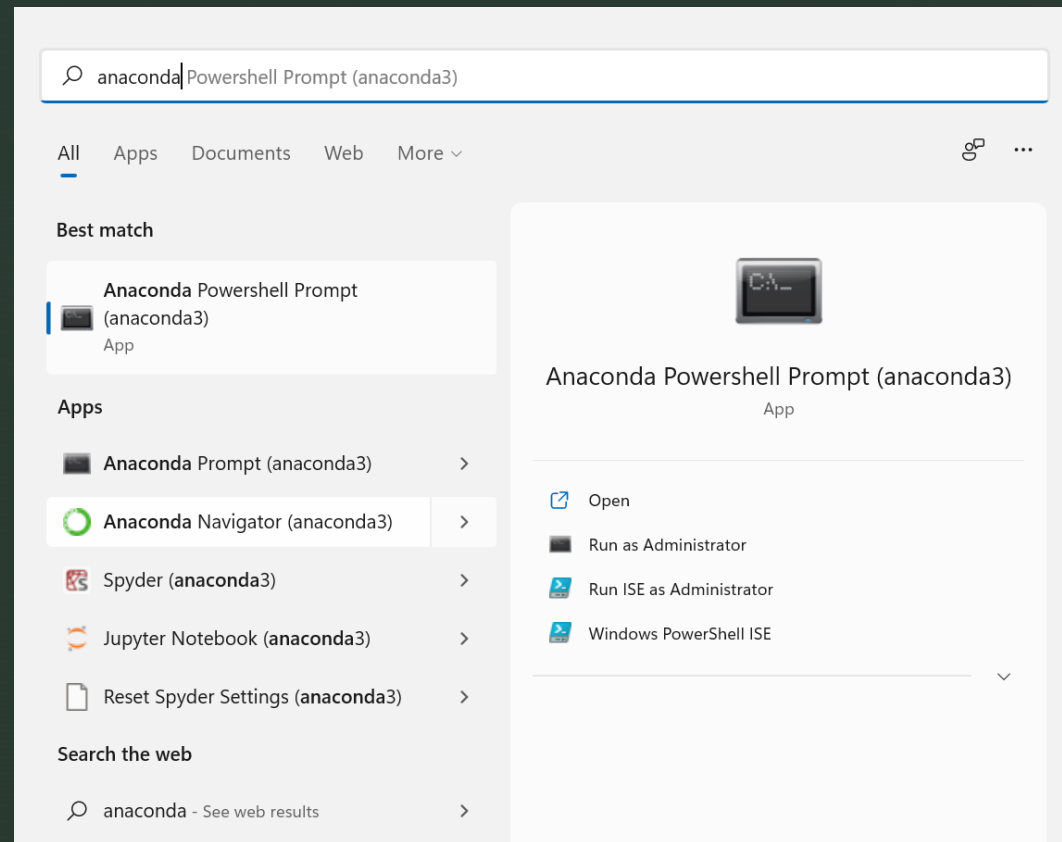 anaconda Powershell Prompt (anaconda3)
All Apps Documents Web More
Best match
Anaconda Powershell Prompt
(anaconda3)
App
Apps
Anaconda Prompt (anaconda3)
Anaconda Navigator (anaconda3)
Spyder (anaconda3)
Jupyter Notebook (anaconda3)
Reset Spyder Settings (anaconda3)
Search the web
anaconda - See web results
C:\_
Anaconda Powershell Prompt (anaconda3)
App
Open
Run as Administrator
Run ISE as Administrator
Windows PowerShell ISE